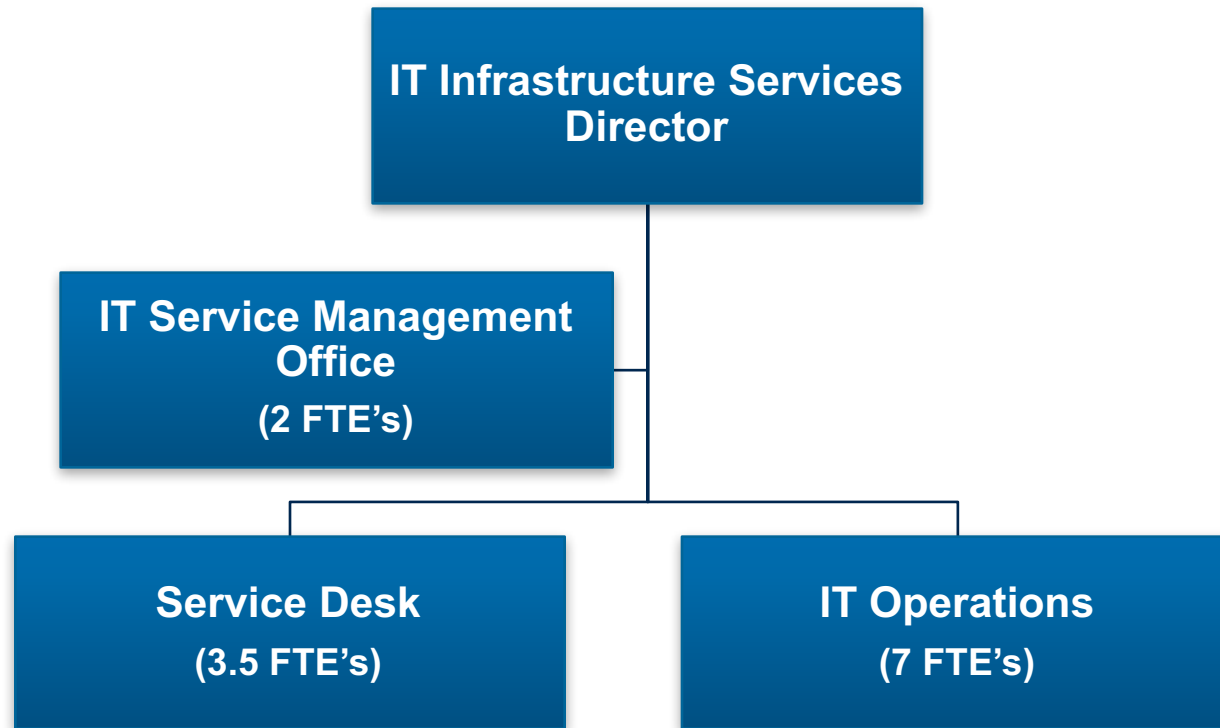 IT Infrastructure Services
Director
IT Service Management
Office
(2 FTE’s)
Service Desk
(3.5 FTE’s)
IT Operations
(7 FTE’s)